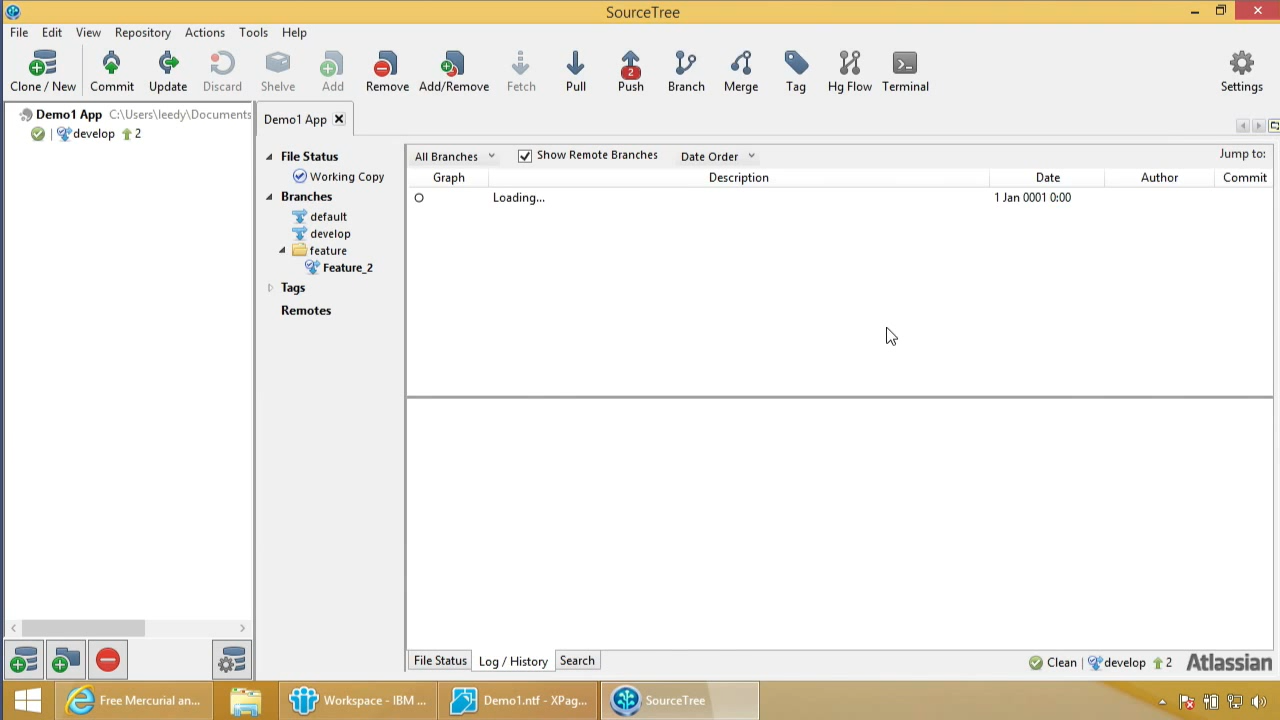 SourceTree
File Edit View Repository Actions Tools Help
Clone / New Commit Update Discard Shelve Add Remove Add/Remove Fetch Pull 2 Push Branch Merge Tag Hg Flow Terminal Settings
Demo1 App C:\Users\leedy\Documents
develop 2
Demo1 App
File Status
Working Copy
Branches
default
develop
feature
Feature_2
Tags
Remotes
All Branches Show Remote Branches Date Order Jump to:
Graph Description Date Author Commit
Loading... 1 Jan 0001 0:00
File Status Log / History Search
Clean develop 2 Atlassian
Free Mercurial an... Workspace - IBM ... Demo1.ntf - XPag... SourceTree